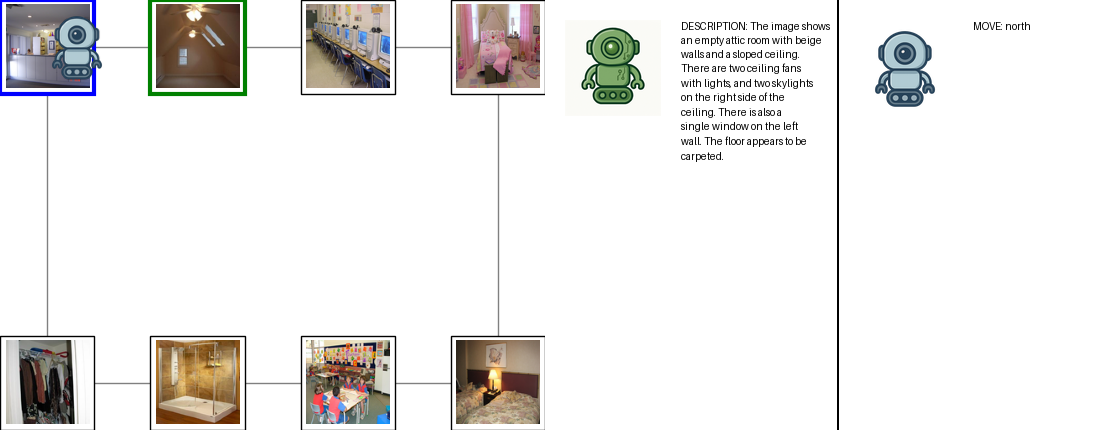 DESCRIPTION: The image shows
an empty attic room with beige
walls and a sloped ceiling.
There are two ceiling fans
with lights, and two skylights
on the right side of the
ceiling. There is also a
single window on the left
wall. The floor appears to be
carpeted.
MOVE: north